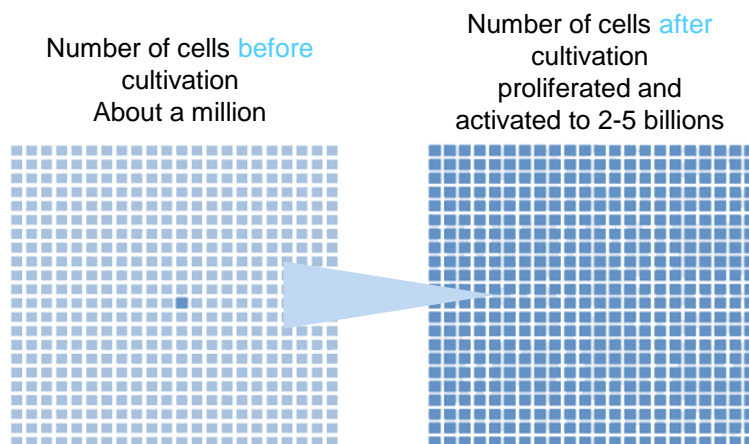 Number of cells before
cultivation
About a million
Number of cells after
cultivation
proliferated and
activated to 2-5 billions